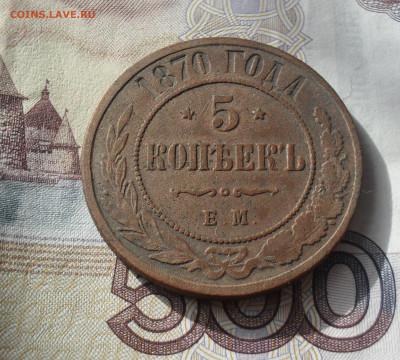 COINS.LAVE.RU
1870 ГОДА
* 5 *
КОПѢЕКЪ
Е.М.
500